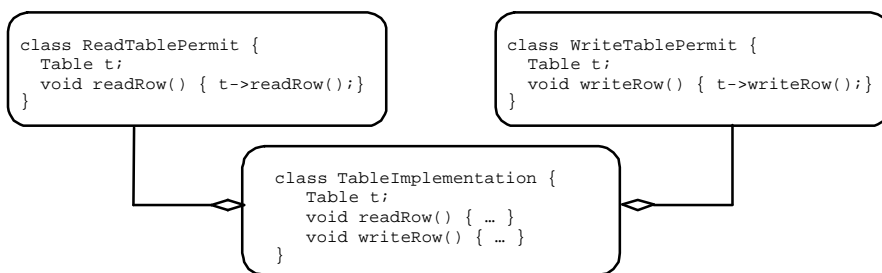 class ReadTablePermit {
Table t;
void readRow() { t->readRow();}
}
class WriteTablePermit {
Table t;
void writeRow() { t->writeRow();}
}
class TableImplementation {
Table t;
void readRow() { … }
void writeRow() { … }
}